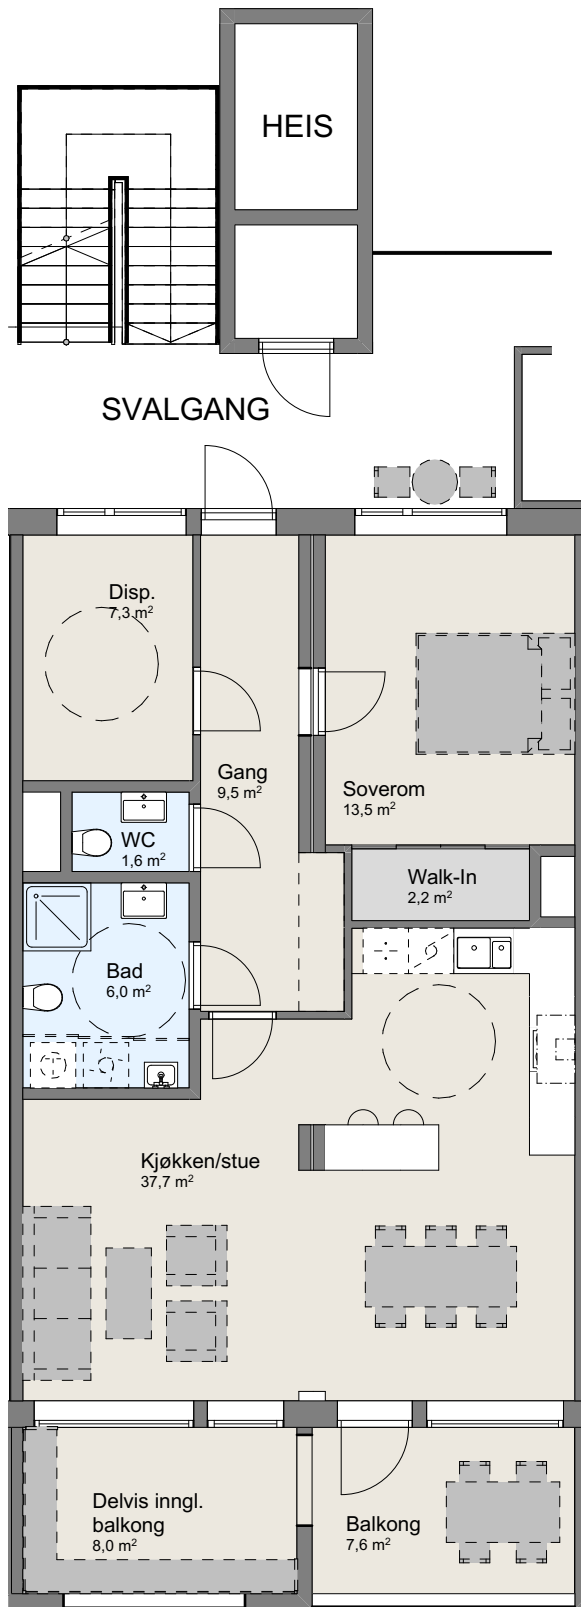 HEIS
SVALGANG
Disp.
7,3 m²
Gang
9,5 m²
Soverom
13,5 m²
WC
1,6 m²
Walk-In
2,2 m²
Bad
6,0 m²
Kjøkken/stue
37,7 m²
Delvis inngl.
balkong
8,0 m²
Balkong
7,6 m²